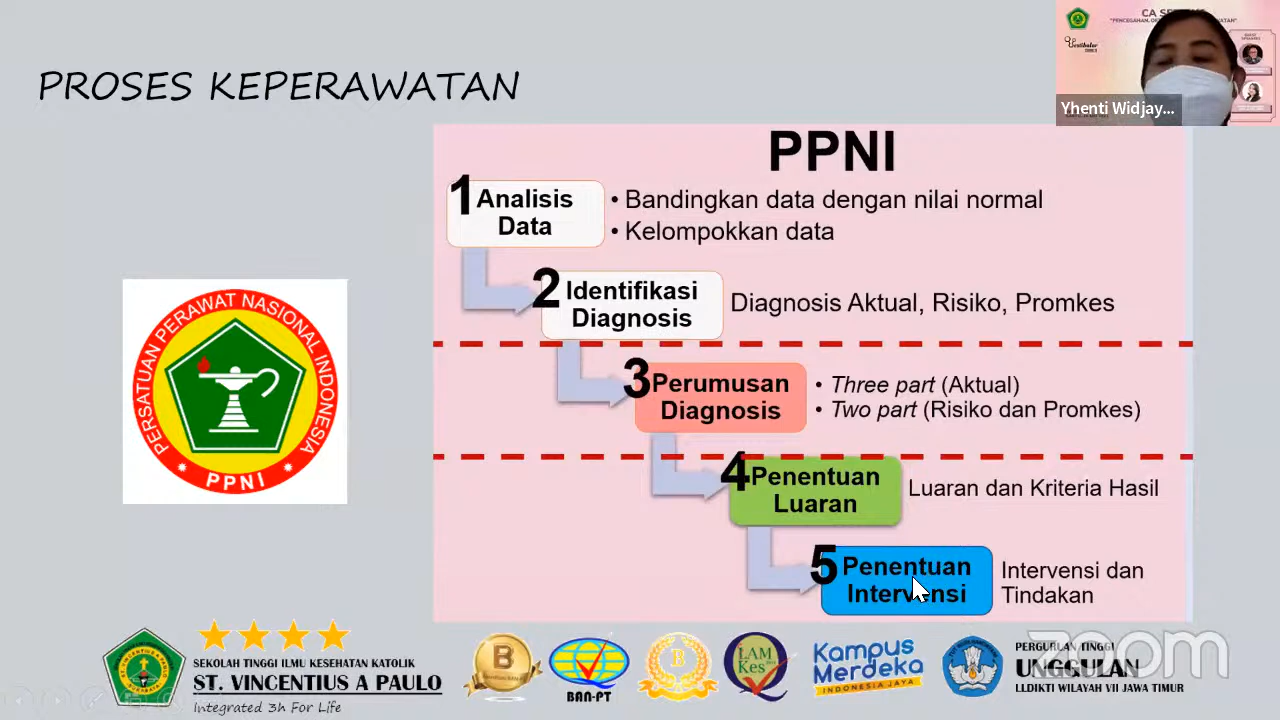 PROSES KEPERAWATAN
CA SE
Yhenti Widjay...
PPNI
1 Analisis
Data
• Bandingkan data dengan nilai normal
• Kelompokkan data
2 Identifikasi
Diagnosis
Diagnosis Aktual, Risiko, Promkes
3 Perumusan
Diagnosis
• Three part (Aktual)
• Two part (Risiko dan Promkes)
4 Penentuan
Luaran
Luaran dan Kriteria Hasil
5 Penentuan
Intervensi
Intervensi dan
Tindakan
PERSATUAN PERAWAT NASIONAL INDONESIA
PPNI
SEKOLAH TINGGI ILMU KESEHATAN KATOLIK
ST. VINCENTIUS A PAULO
Integrated 3h For Life
B
BAN-PT
B
LAM
Kes
Kampus
Merdeka
INDONESIA JAYA
PERGURUAN TINGGI
UNGGULAN
LLDIKTI WILAYAH VII JAWA TIMUR
zoom